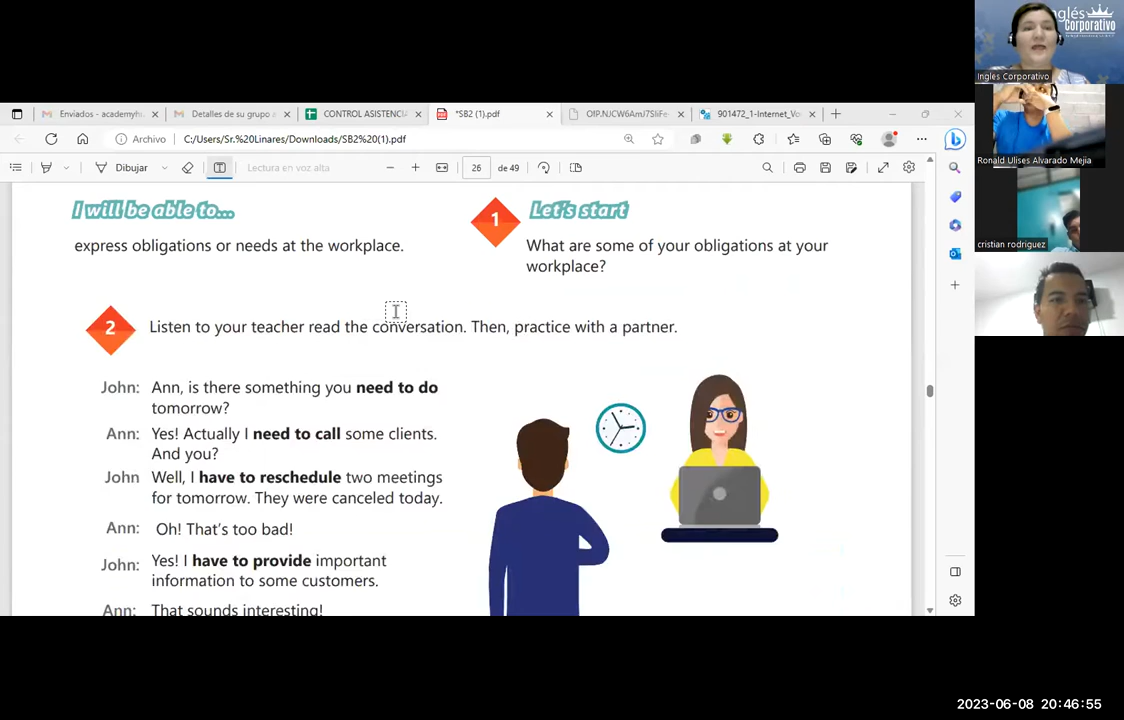 Enviados - academyh
Detalles de su grupo a
CONTROL ASISTENCIA
*SB2 (1).pdf
OIP.NJCW6AmJ7SliFe
901472_1-Internet_Vo
Archivo
C:/Users/Sr.%20Linares/Downloads/SB2%20(1).pdf
Dibujar
Lectura en voz alta
26
de 49
I will be able to...
express obligations or needs at the workplace.
1
Let's start
What are some of your obligations at your
workplace?
2
Listen to your teacher read the conversation. Then, practice with a partner.
John: Ann, is there something you need to do
tomorrow?
Ann: Yes! Actually I need to call some clients.
And you?
John Well, I have to reschedule two meetings
for tomorrow. They were canceled today.
Ann: Oh! That's too bad!
John: Yes! I have to provide important
information to some customers.
Ann: That sounds interesting!
Inglés
Corporativo
Ingles Corporativo
Ronald Ulises Alvarado Mejia
cristian rodriguez
2023-06-08 20:46:55